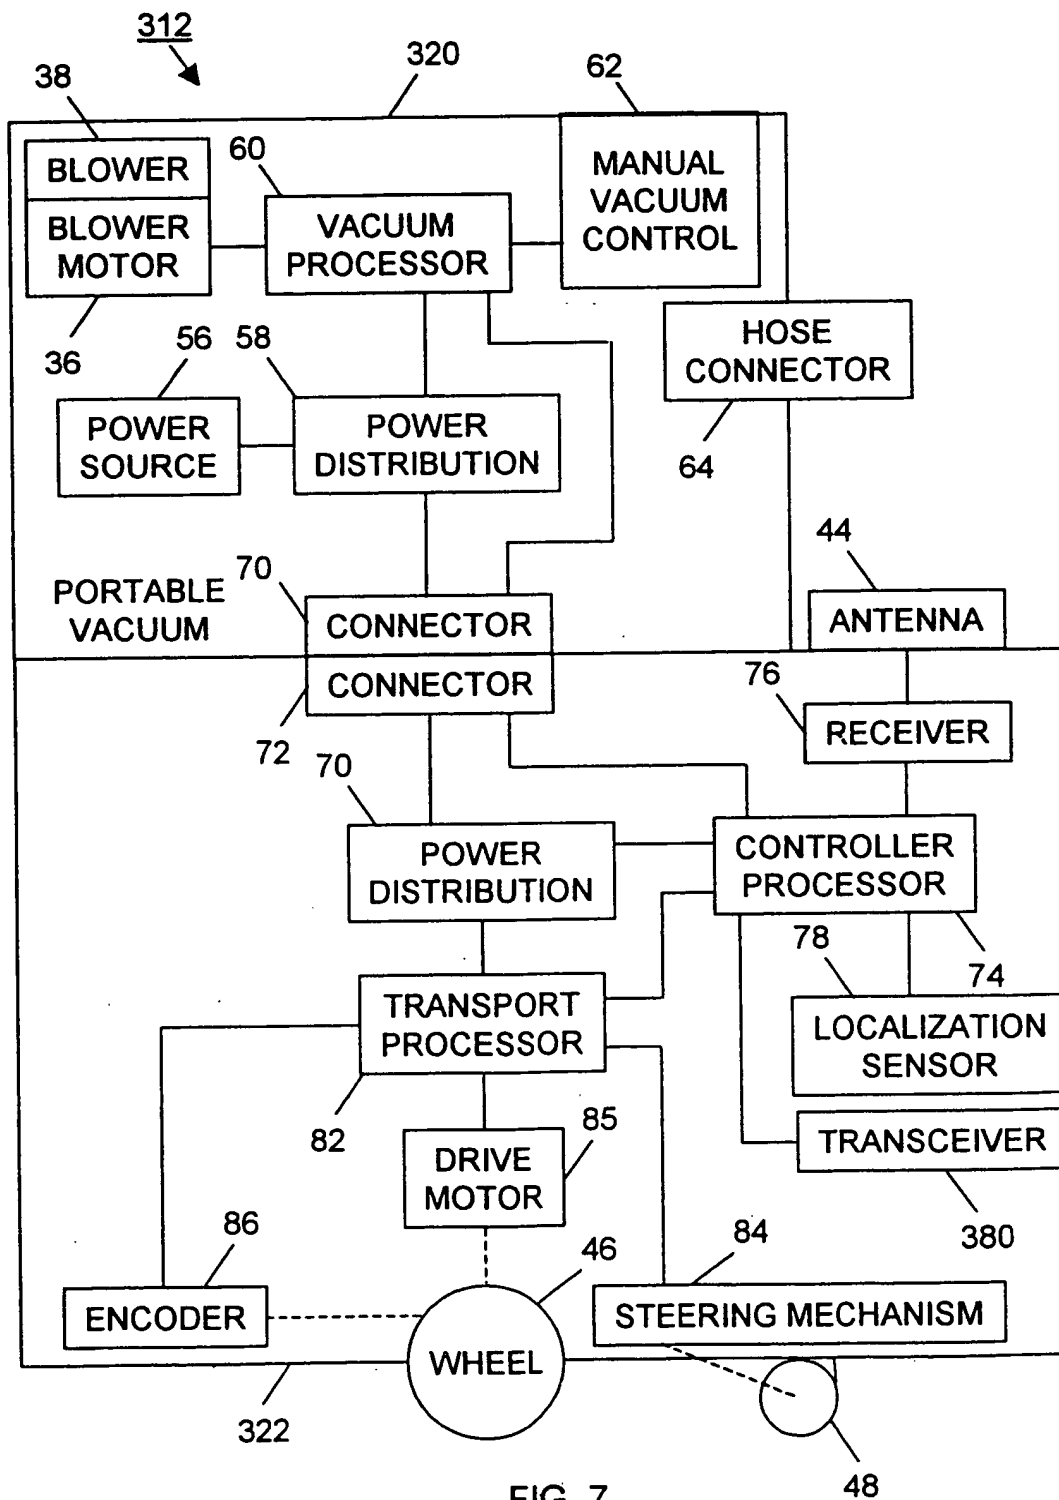 312
320
62
38
60
BLOWER
BLOWER
MOTOR
VACUUM
PROCESSOR
MANUAL
VACUUM
CONTROL
36
56
58
HOSE
CONNECTOR
POWER
SOURCE
POWER
DISTRIBUTION
64
44
70
PORTABLE
VACUUM
CONNECTOR
ANTENNA
CONNECTOR
76
72
RECEIVER
70
POWER
DISTRIBUTION
CONTROLLER
PROCESSOR
78
74
TRANSPORT
PROCESSOR
LOCALIZATION
SENSOR
82
85
TRANSCEIVER
DRIVE
MOTOR
380
86
46
84
ENCODER
STEERING MECHANISM
WHEEL
322
48
FIG. 7